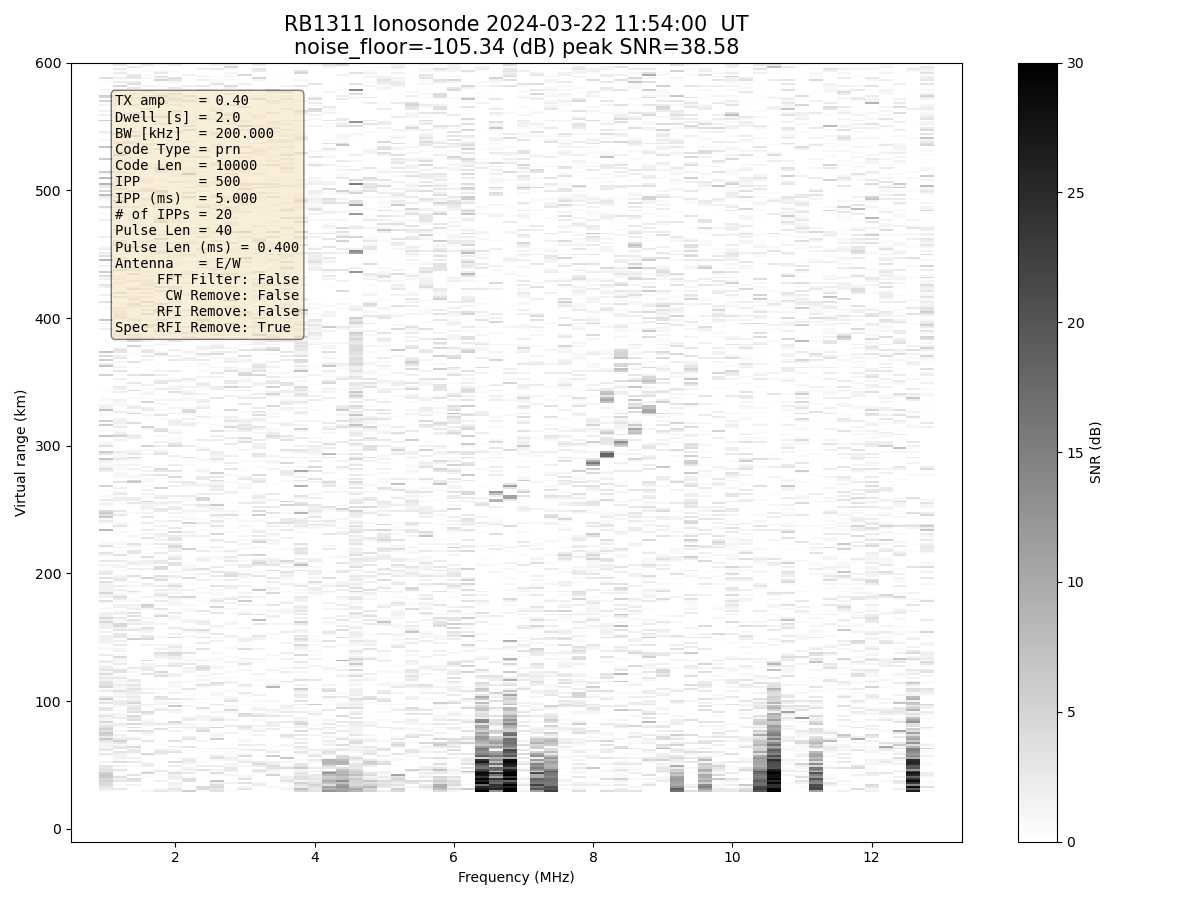 RB1311 Ionosonde 2024-03-22 11:54:00  UT
noise_floor=-105.34 (dB) peak SNR=38.58
TX amp    = 0.40
Dwell [s] = 2.0
BW [kHz]  = 200.000
Code Type = prn
Code Len  = 10000
IPP       = 500
IPP (ms)  = 5.000
# of IPPs = 20
Pulse Len = 40
Pulse Len (ms) = 0.400
Antenna   = E/W
FFT Filter: False
CW Remove: False
RFI Remove: False
Spec RFI Remove: True
600
500
400
300
200
100
0
Virtual range (km)
2
4
6
8
10
12
Frequency (MHz)
30
25
20
15
10
5
0
SNR (dB)